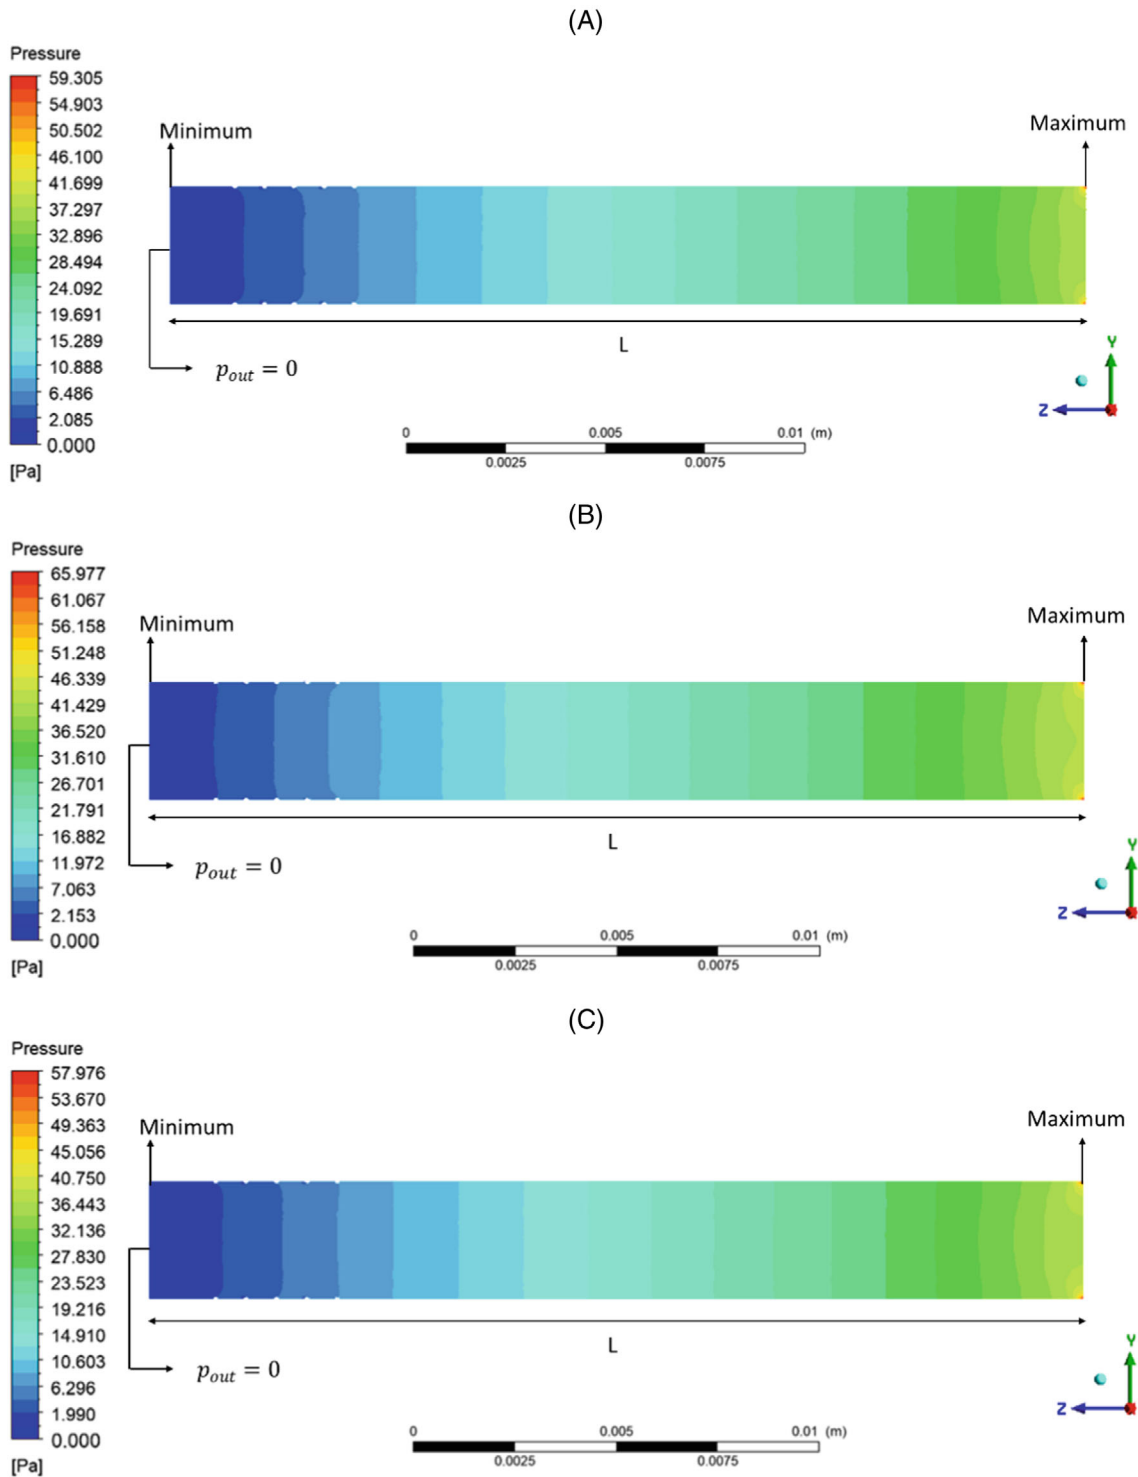 (A)
Pressure
59.305
54.903
50.502
46.100
41.699
37.297
32.896
28.494
24.092
19.691
15.289
10.888
6.486
2.085
0.000
[Pa]
Minimum
Maximum
L
p_out = 0
Y
Z
0 0.005 0.01 (m)
0.0025 0.0075
(B)
Pressure
65.977
61.067
56.158
51.248
46.339
41.429
36.520
31.610
26.701
21.791
16.882
11.972
7.063
2.153
0.000
[Pa]
Minimum
Maximum
L
p_out = 0
Y
Z
0 0.005 0.01 (m)
0.0025 0.0075
(C)
Pressure
57.976
53.670
49.363
45.056
40.750
36.443
32.136
27.830
23.523
19.216
14.910
10.603
6.296
1.990
0.000
[Pa]
Minimum
Maximum
L
p_out = 0
Y
Z
0 0.005 0.01 (m)
0.0025 0.0075